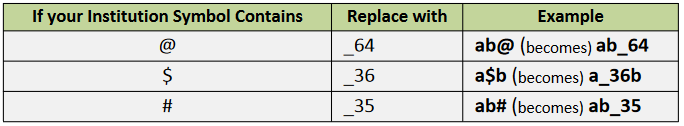 If your Institution Symbol Contains Replace with Example
@ _64 ab@ (becomes) ab_64
$ _36 a$b (becomes) a_36b
# _35 ab# (becomes) ab_35